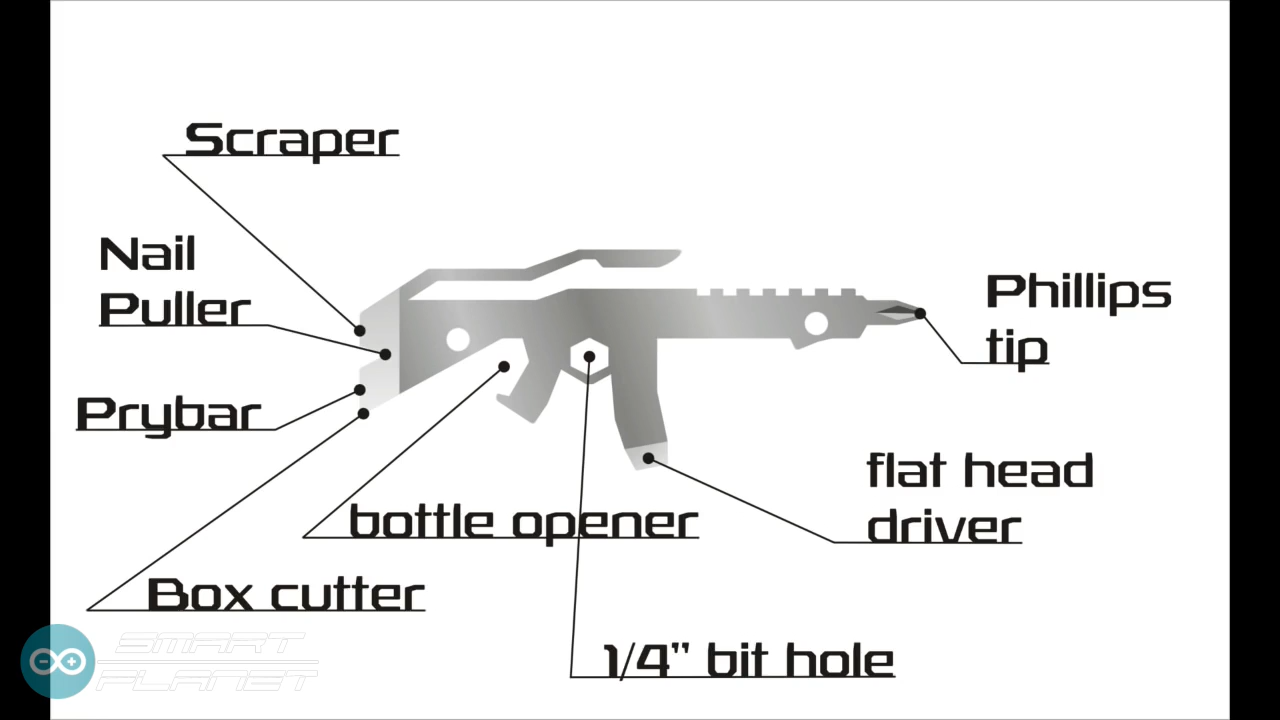 Scraper
Nail
Puller
Phillips
tip
Prybar
flat head
driver
bottle opener
Box cutter
1/4” bit hole
SMART
PLANET